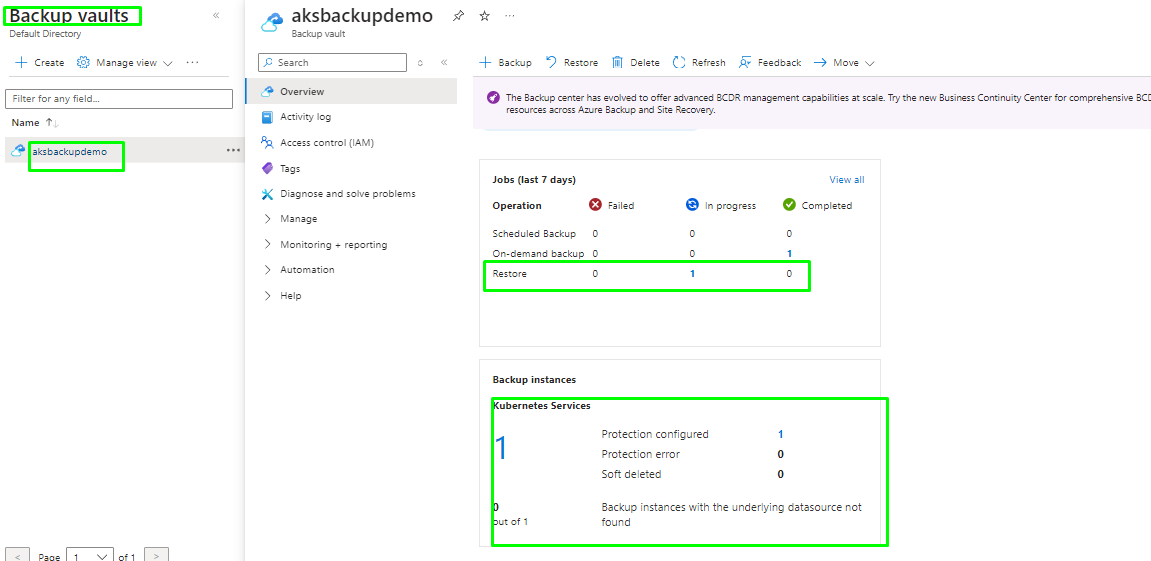 Backup vaults
«
Default Directory
Create
Manage view
...
Filter for any field...
Name ↑↓
aksbackupdemo
...
< Page 1 of 1 >
aksbackupdemo
...
Backup vault
Search
«
Overview
Activity log
Access control (IAM)
Tags
Diagnose and solve problems
Manage
Monitoring + reporting
Automation
Help
+ Backup Restore Delete Refresh Feedback Move
The Backup center has evolved to offer advanced BCDR management capabilities at scale. Try the new Business Continuity Center for comprehensive BCD
resources across Azure Backup and Site Recovery.
Jobs (last 7 days) View all
Operation Failed In progress Completed
Scheduled Backup 0 0 0
On-demand backup 0 0 1
Restore 0 1 0
Backup instances
Kubernetes Services
1
Protection configured 1
Protection error 0
Soft deleted 0
0
out of 1
Backup instances with the underlying datasource not
found